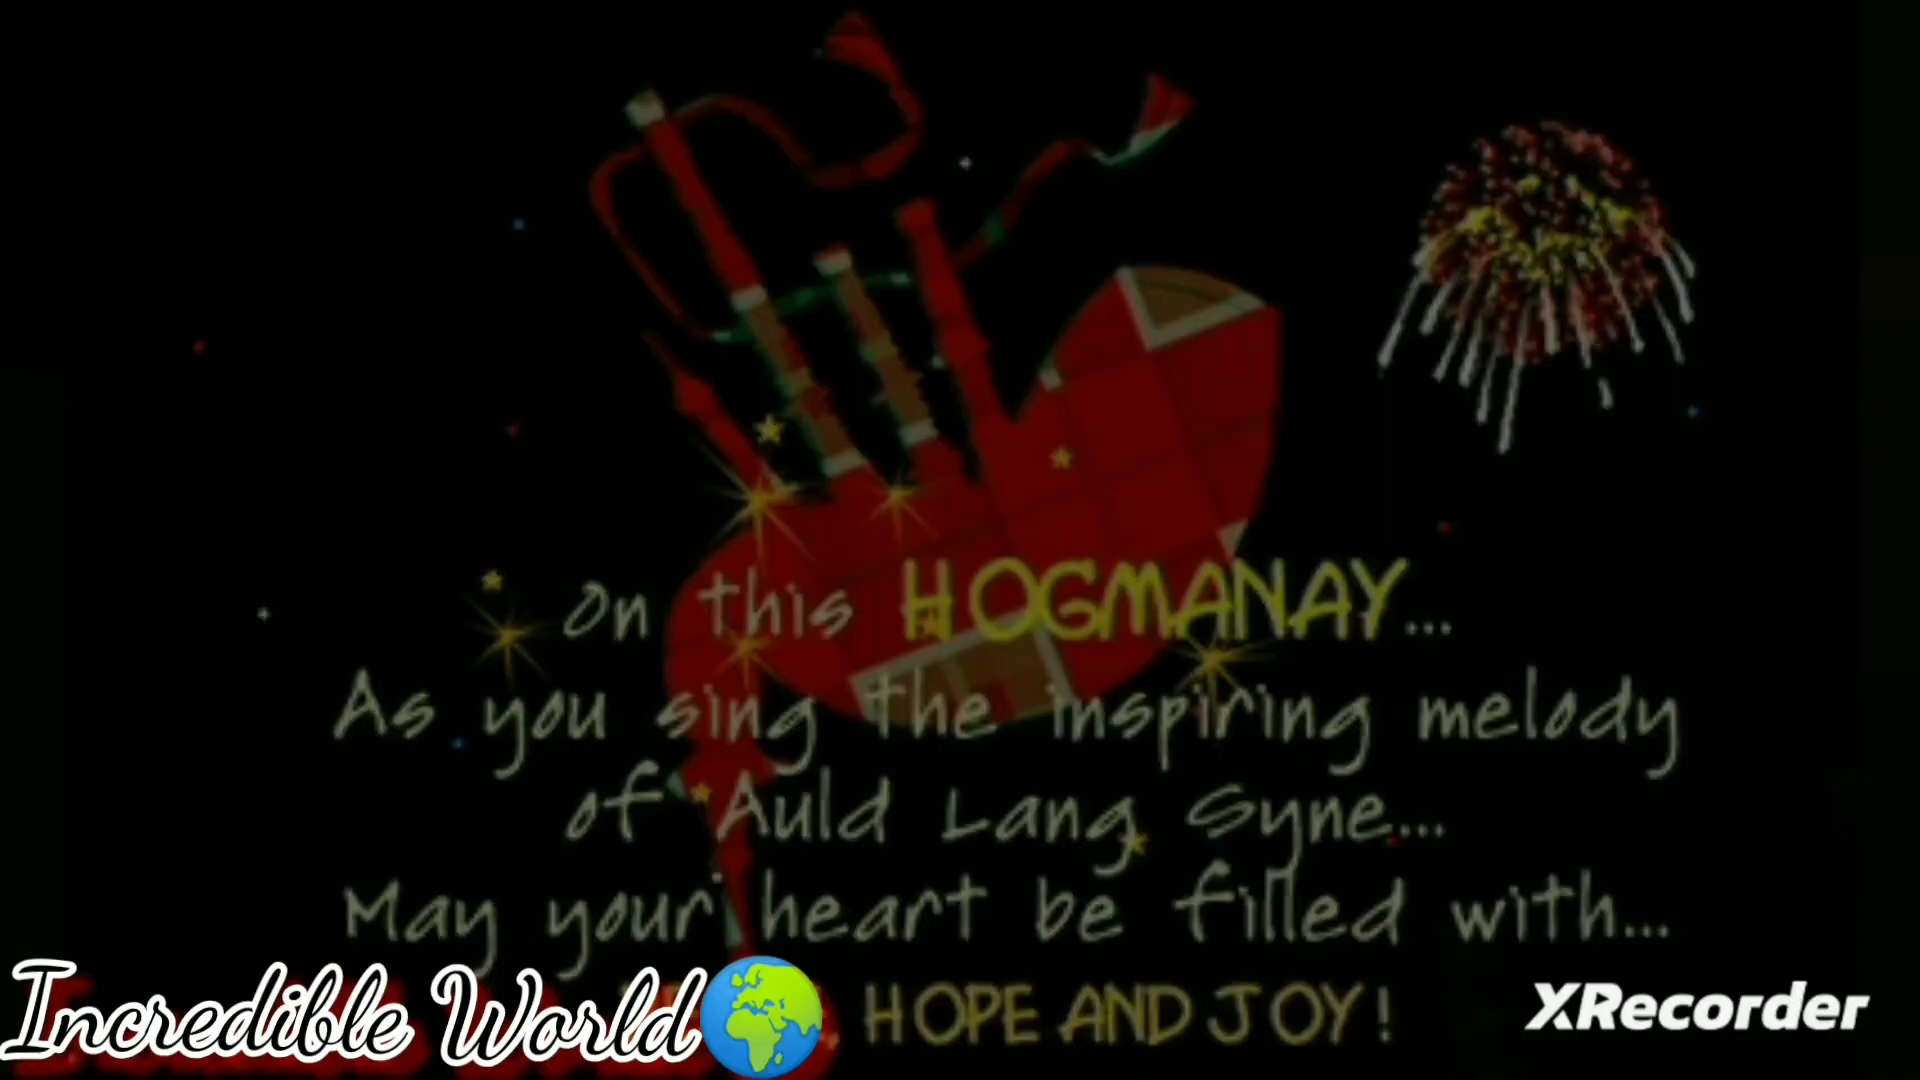 On this HOGMANAY...
As you sing the inspiring melody
of Auld Lang Syne...
May your heart be filled with...
HOPE AND JOY!
Incredible World
XRecorder